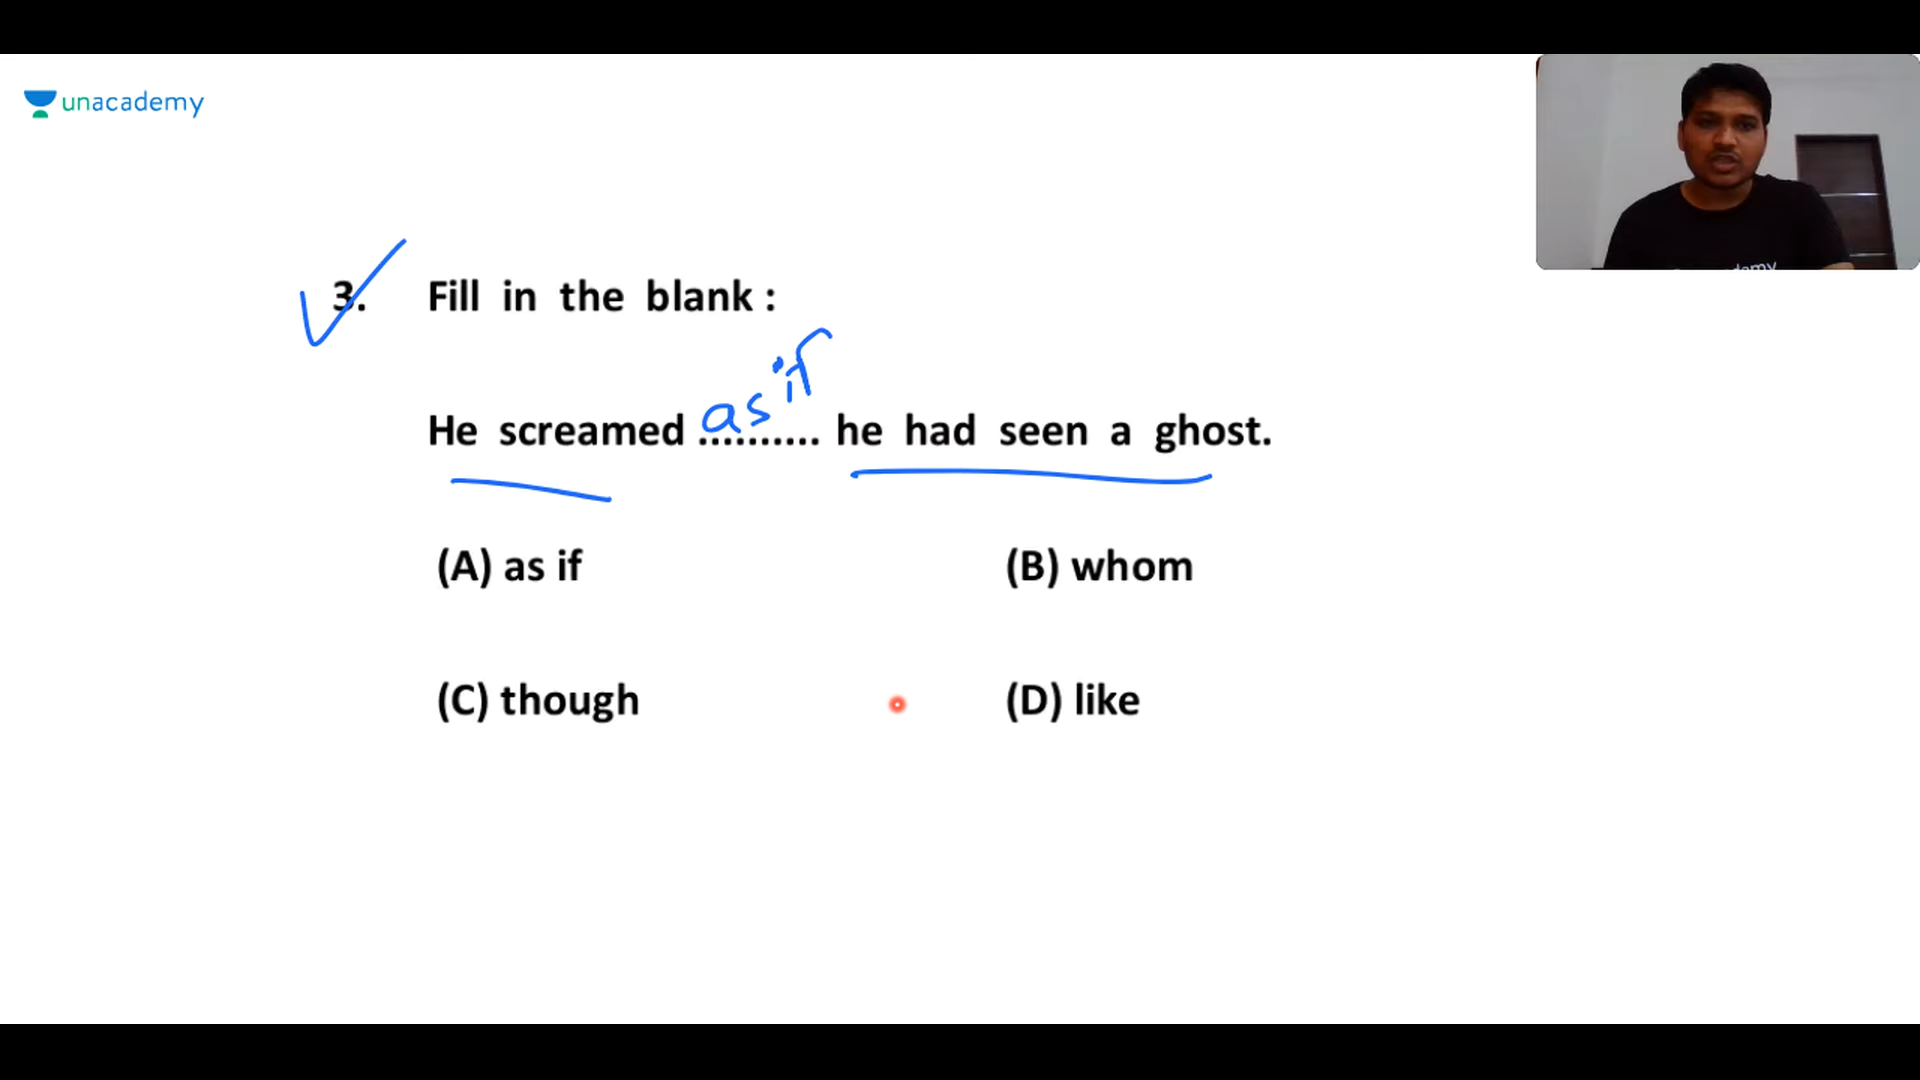 unacademy
3. Fill in the blank :
as if
He screamed .......... he had seen a ghost.
(A) as if (B) whom
(C) though (D) like